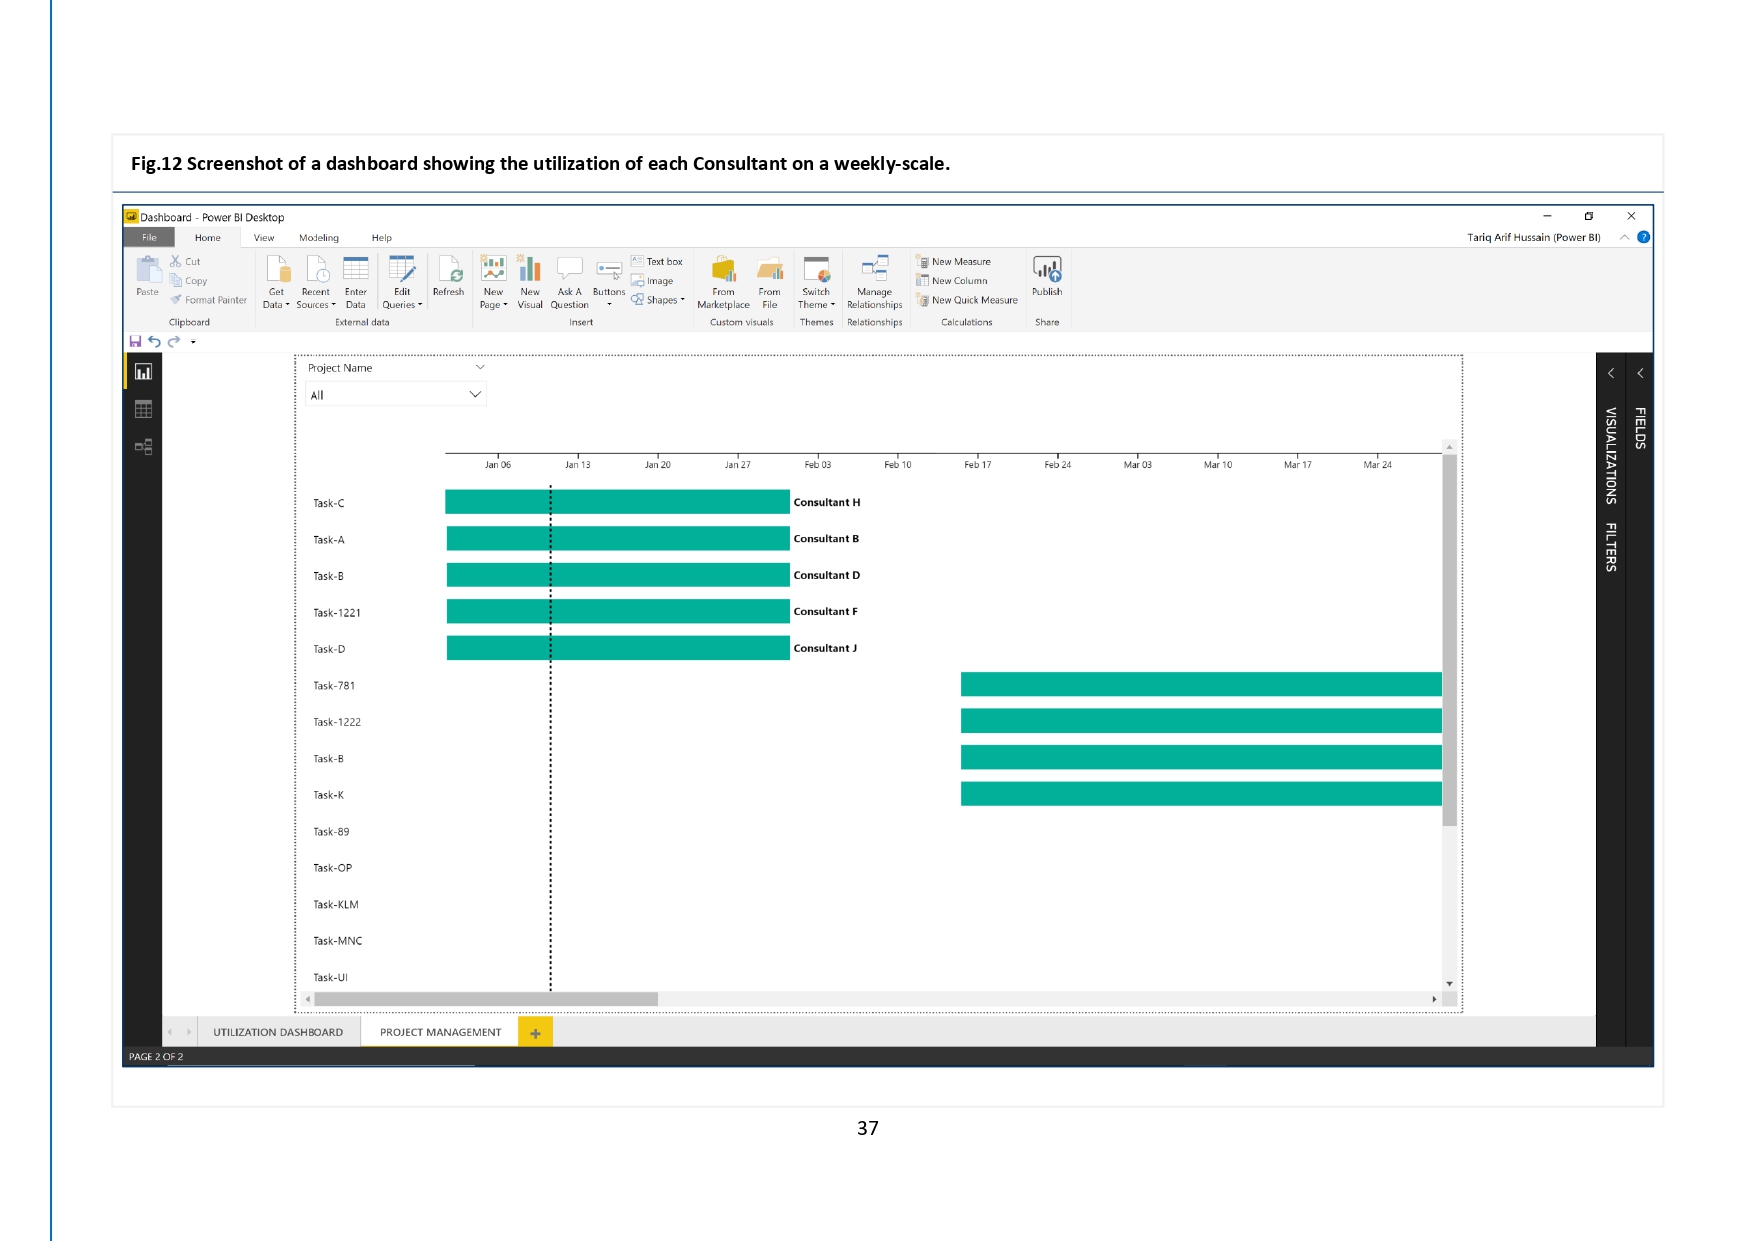 Fig.12 Screenshot of a dashboard showing the utilization of each Consultant on a weekly-scale.
Dashboard - Power BI Desktop
File Home View Modeling Help Tariq Arif Hussain (Power BI) ?
Paste
Cut
Copy
Format Painter
Clipboard
Get Data
Recent Sources
Enter Data
Edit Queries
External data
Refresh
New Page
New Visual
Ask A Question
Buttons
Text box
Image
Shapes
Insert
From Marketplace
From File
Custom visuals
Switch Theme
Themes
Manage Relationships
Relationships
New Measure
New Column
New Quick Measure
Calculations
Publish
Share
Project Name
All
Jan 06 Jan 13 Jan 20 Jan 27 Feb 03 Feb 10 Feb 17 Feb 24 Mar 03 Mar 10 Mar 17 Mar 24
Task-C Consultant H
Task-A Consultant B
Task-B Consultant D
Task-1221 Consultant F
Task-D Consultant J
Task-781
Task-1222
Task-B
Task-K
Task-89
Task-OP
Task-KLM
Task-MNC
Task-UI
VISUALIZATIONS
FILTERS
FIELDS
UTILIZATION DASHBOARD PROJECT MANAGEMENT +
PAGE 2 OF 2
37